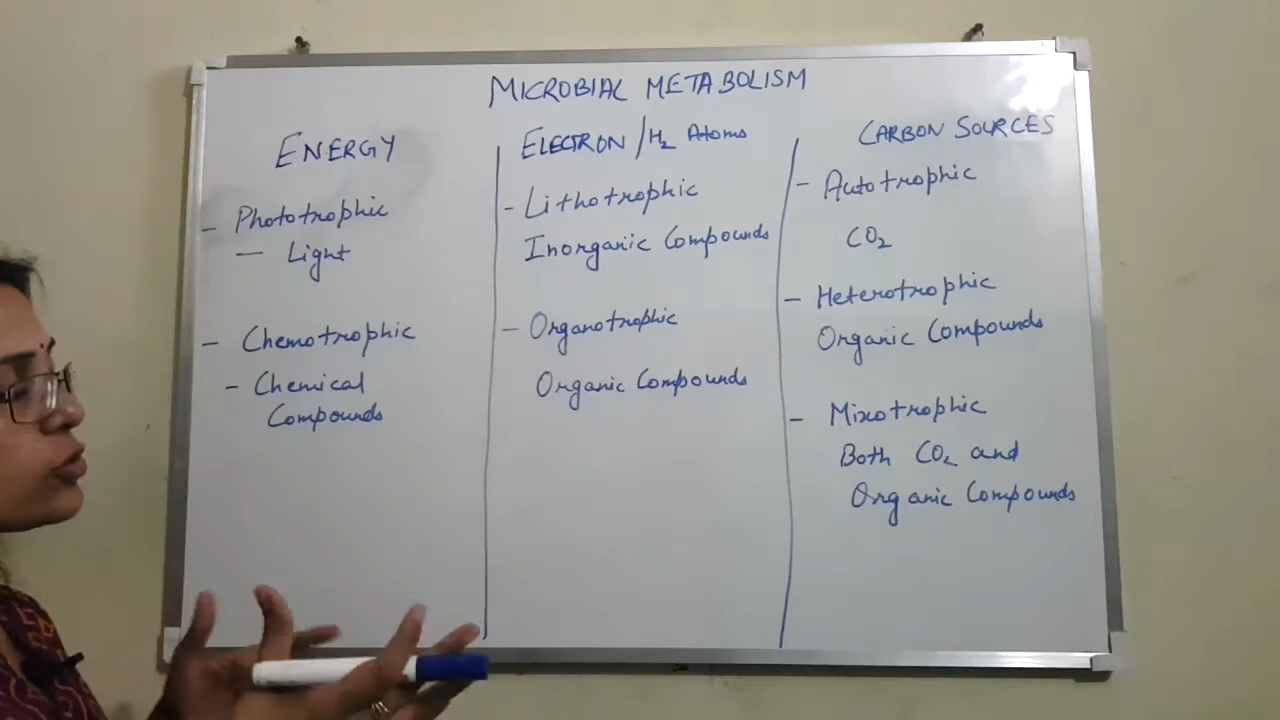 MICROBIAL METABOLISM
ENERGY
- Phototrophic
- Light
- Chemotrophic
- Chemical
Compounds
ELECTRON/H₂ Atoms
- Lithotrophic
Inorganic Compounds
- Organotrophic
Organic Compounds
CARBON SOURCES
- Autotrophic
CO₂
- Heterotrophic
Organic Compounds
- Mixotrophic
Both CO₂ and
Organic Compounds